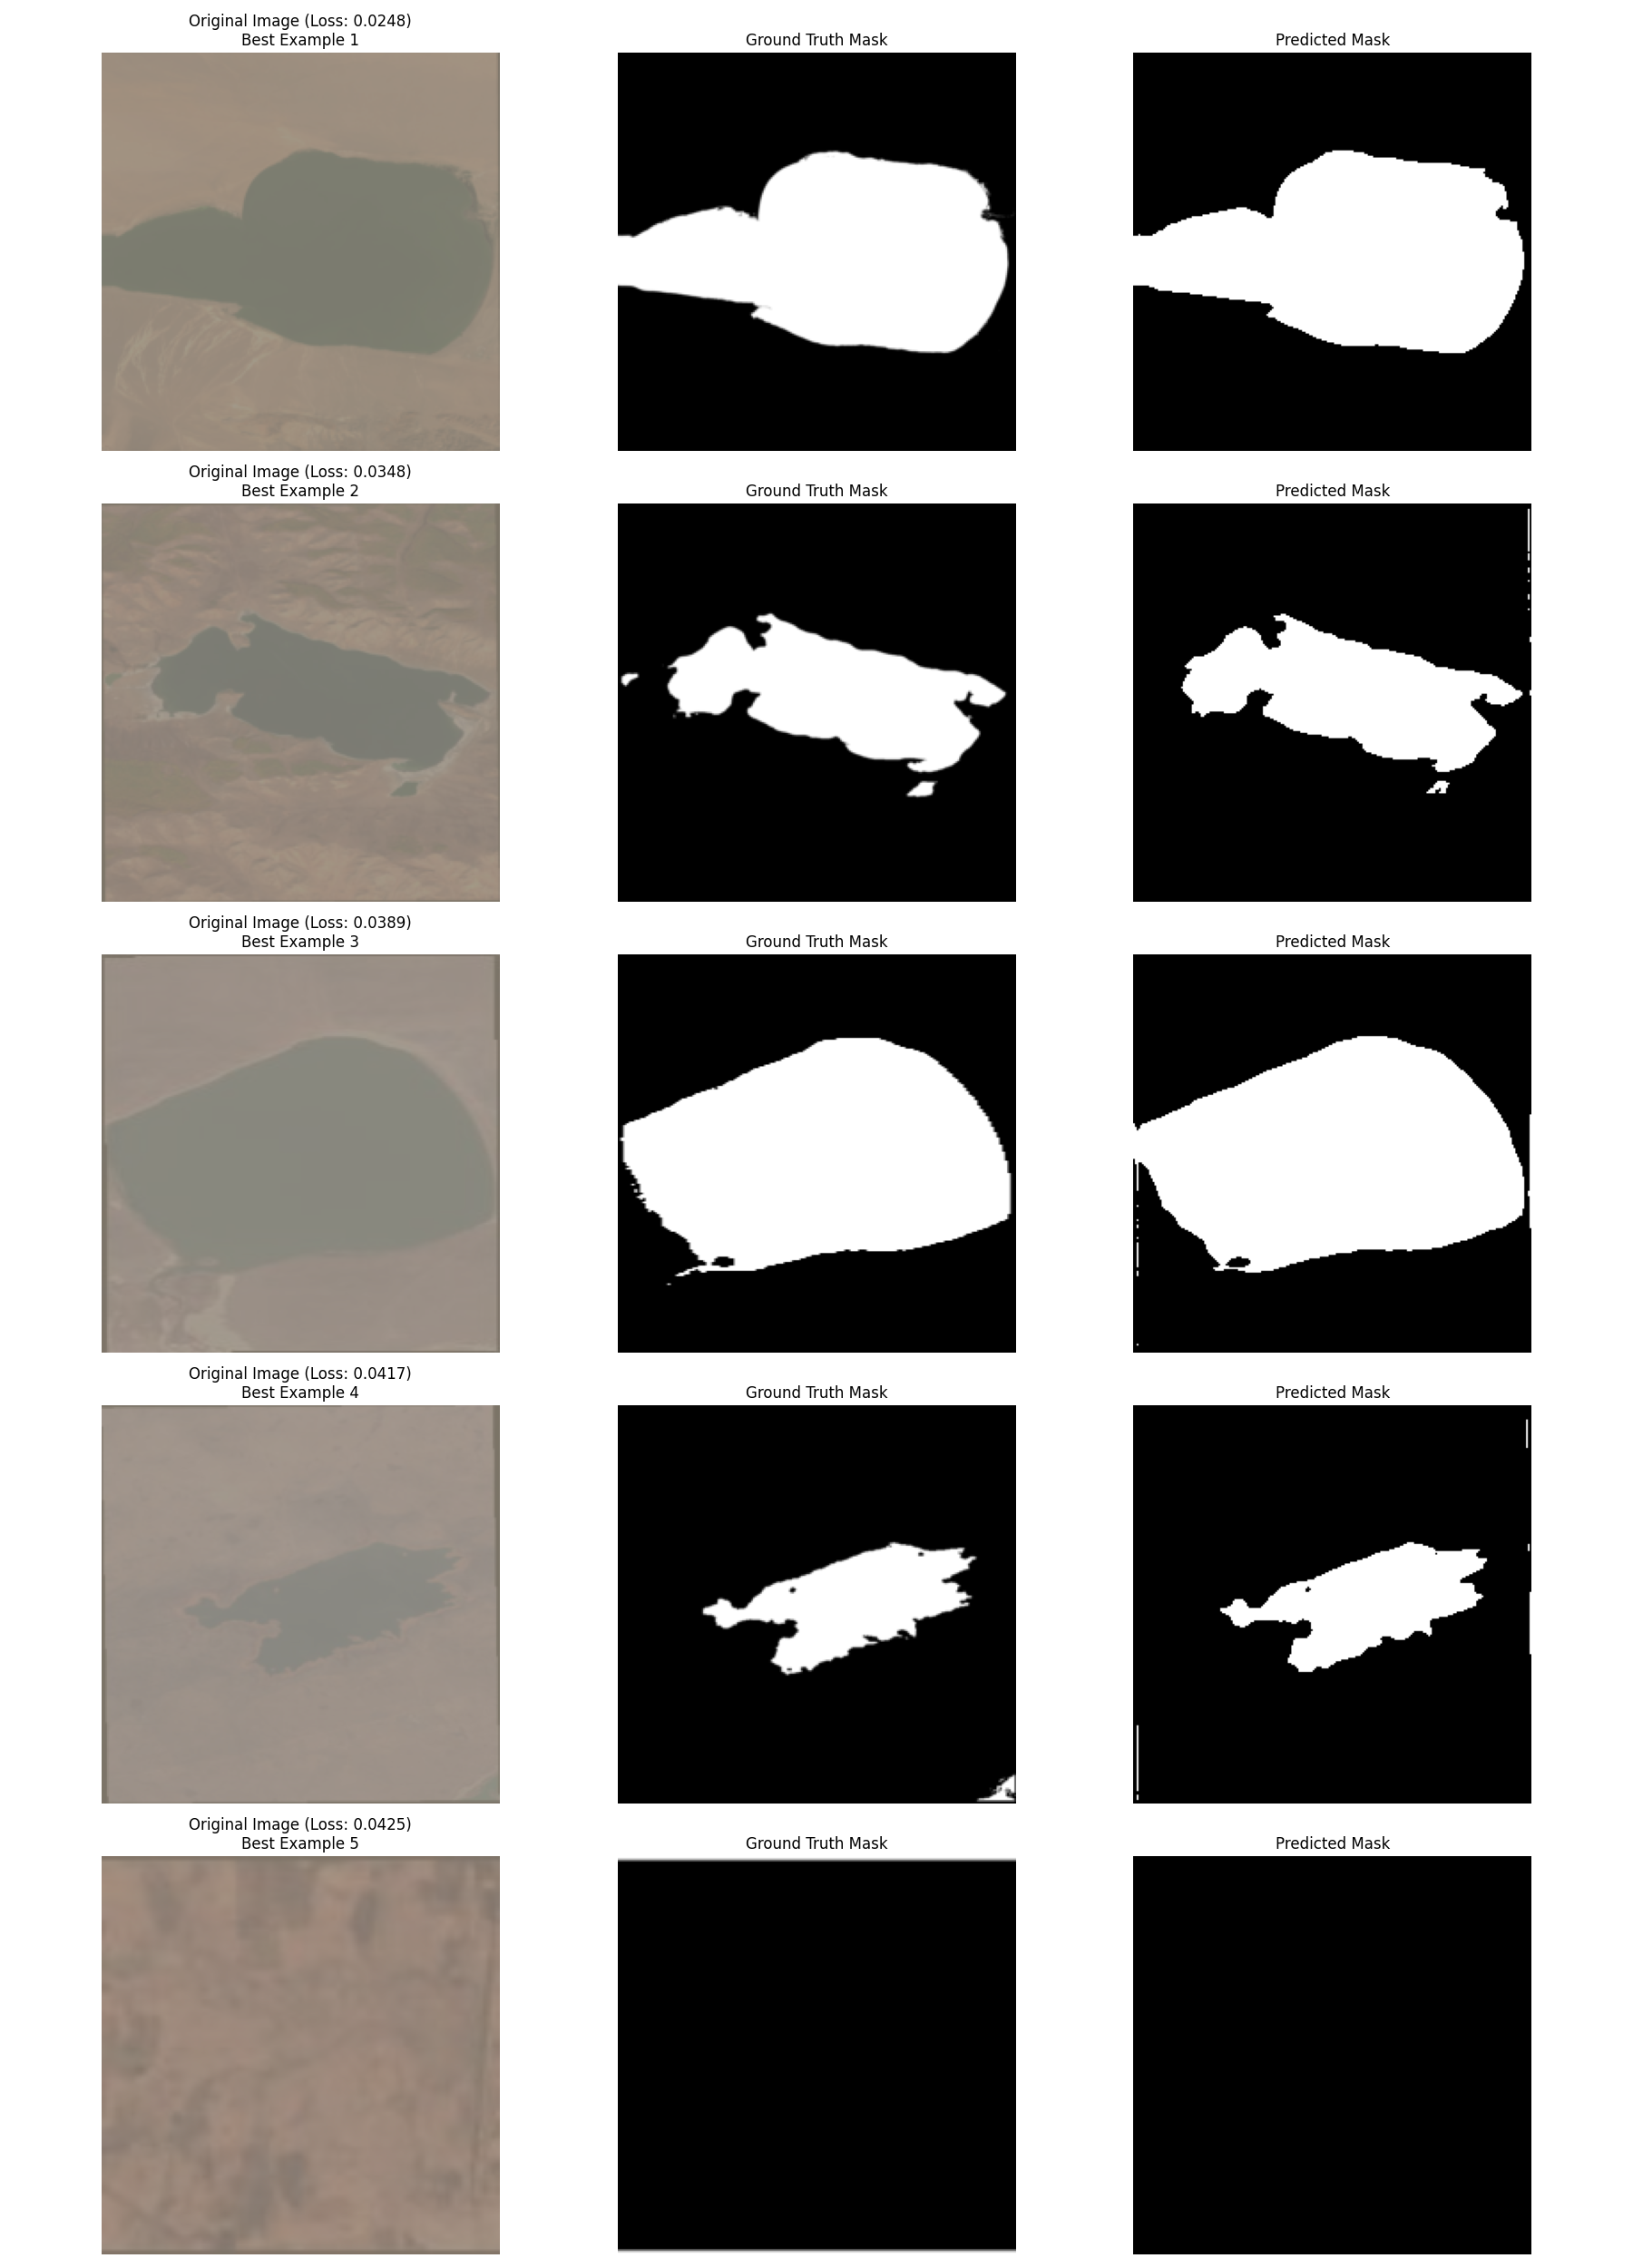 Original Image (Loss: 0.0248)
Best Example 1
Ground Truth Mask
Predicted Mask
Original Image (Loss: 0.0348)
Best Example 2
Ground Truth Mask
Predicted Mask
Original Image (Loss: 0.0389)
Best Example 3
Ground Truth Mask
Predicted Mask
Original Image (Loss: 0.0417)
Best Example 4
Ground Truth Mask
Predicted Mask
Original Image (Loss: 0.0425)
Best Example 5
Ground Truth Mask
Predicted Mask